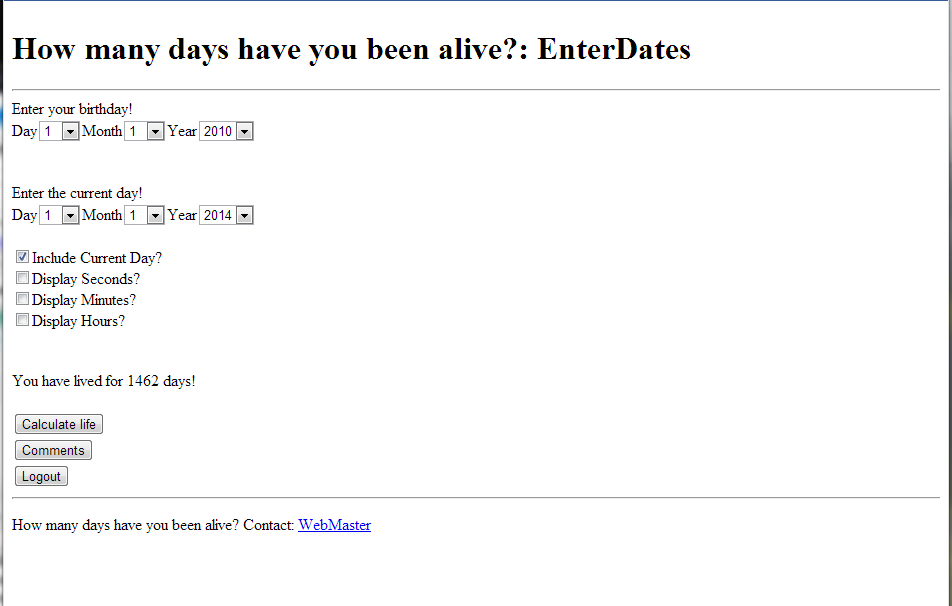 How many days have you been alive?: EnterDates
Enter your birthday!
Day 1 Month 1 Year 2010
Enter the current day!
Day 1 Month 1 Year 2014
Include Current Day?
Display Seconds?
Display Minutes?
Display Hours?
You have lived for 1462 days!
Calculate life
Comments
Logout
How many days have you been alive? Contact: WebMaster